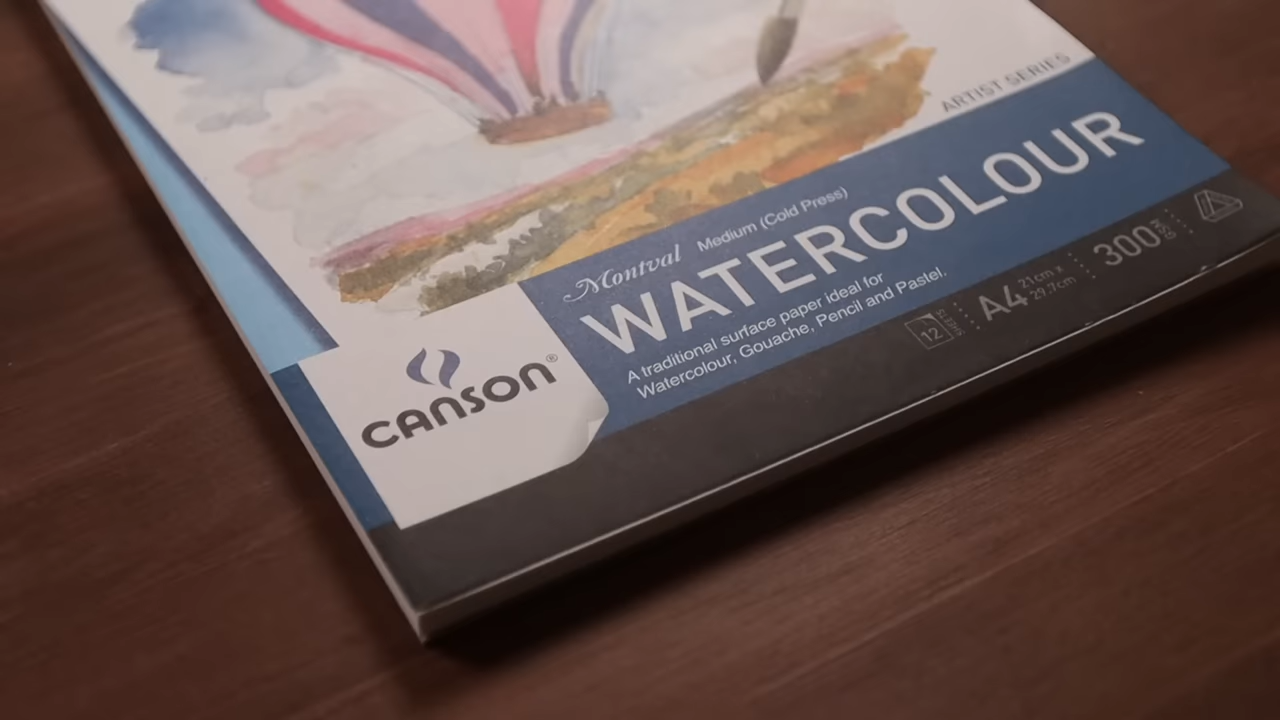 ARTIST SERIES
Montval Medium (Cold Press)
WATERCOLOUR
A traditional surface paper ideal for
Watercolour, Gouache, Pencil and Pastel.
CANSON®
12 SHEETS
A4 21cm x
29.7cm
300